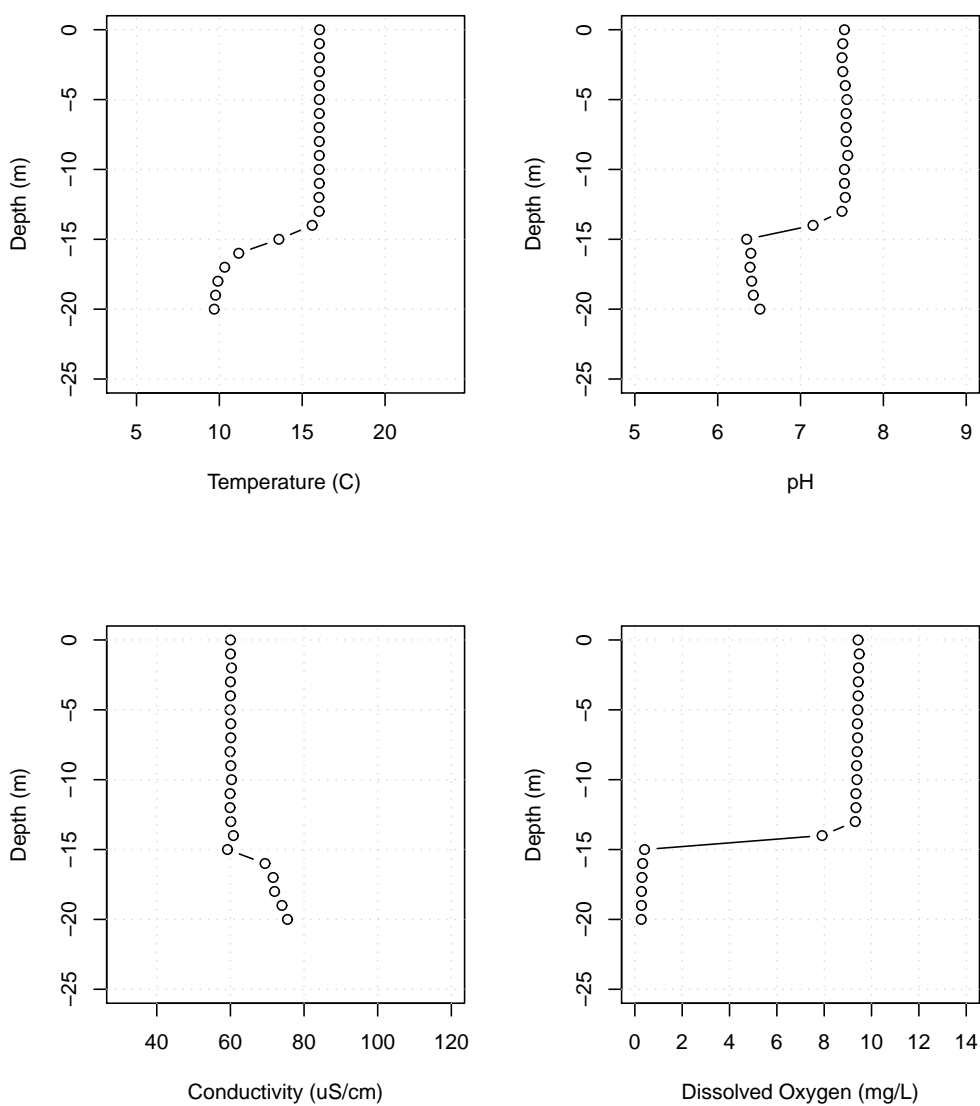 0
−5
−10
−15
−20
−25
Depth (m)
5 10 15 20
Temperature (C)
0
−5
−10
−15
−20
−25
Depth (m)
5 6 7 8 9
pH
0
−5
−10
−15
−20
−25
Depth (m)
40 60 80 100 120
Conductivity (uS/cm)
0
−5
−10
−15
−20
−25
Depth (m)
0 2 4 6 8 10 12 14
Dissolved Oxygen (mg/L)